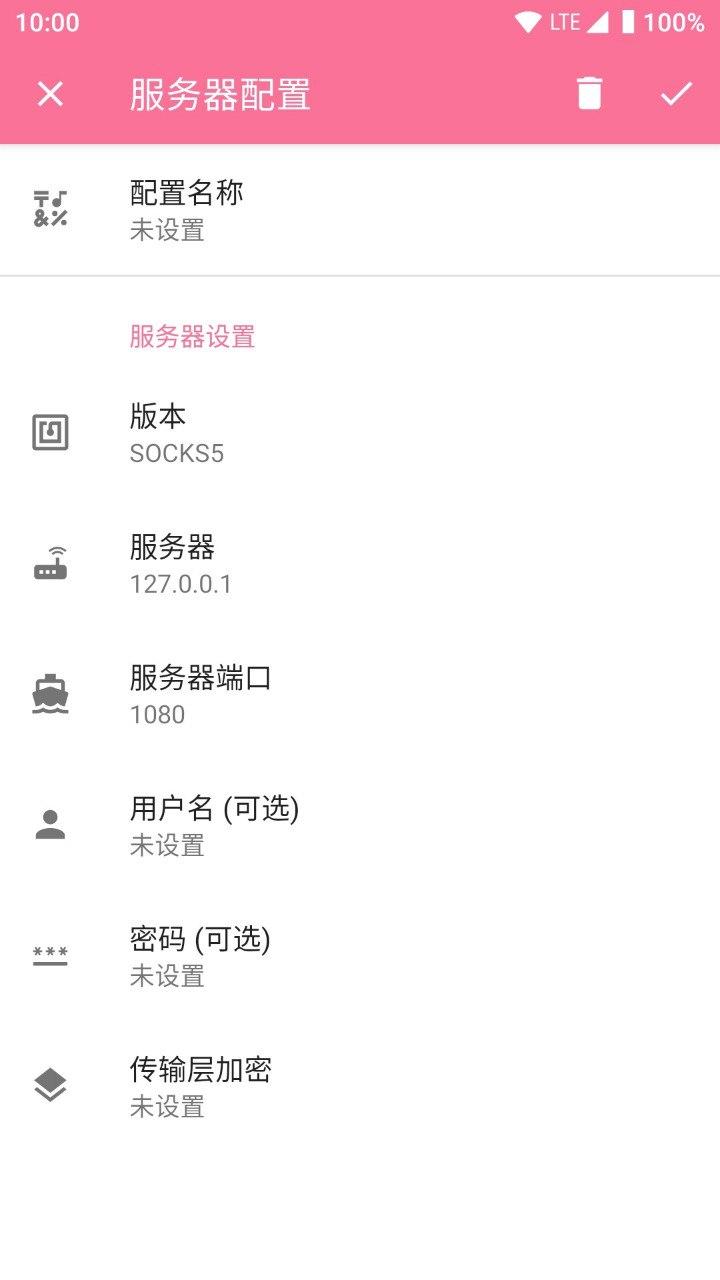 10:00 LTE 100%
服务器配置
配置名称
未设置
服务器设置
版本
SOCKS5
服务器
127.0.0.1
服务器端口
1080
用户名 (可选)
未设置
密码 (可选)
未设置
传输层加密
未设置